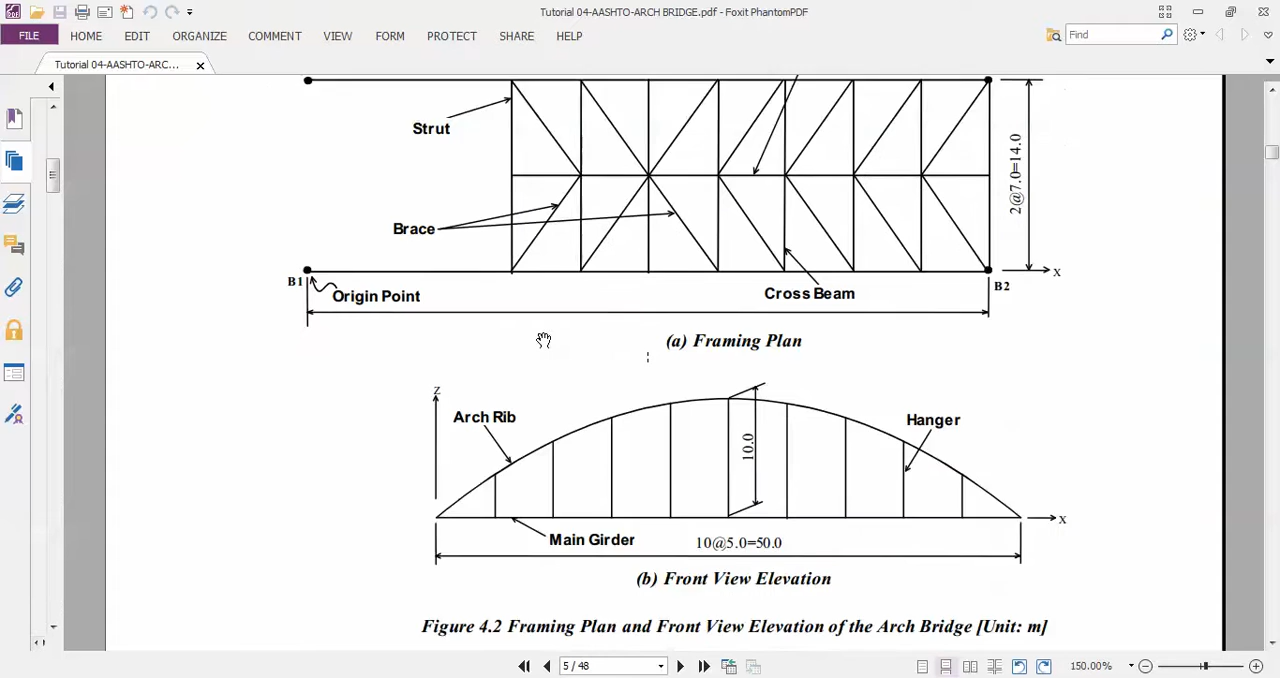 Tutorial 04-AASHTO-ARCH BRIDGE.pdf - Foxit PhantomPDF
FILE HOME EDIT ORGANIZE COMMENT VIEW FORM PROTECT SHARE HELP
Find
Tutorial 04-AASHTO-ARC...
Strut
Brace
2@7.0=14.0
X
B1
Origin Point
Cross Beam
B2
(a) Framing Plan
Z
Arch Rib
Hanger
10.0
X
Main Girder
10@5.0=50.0
(b) Front View Elevation
Figure 4.2 Framing Plan and Front View Elevation of the Arch Bridge [Unit: m]
5 / 48
150.00%